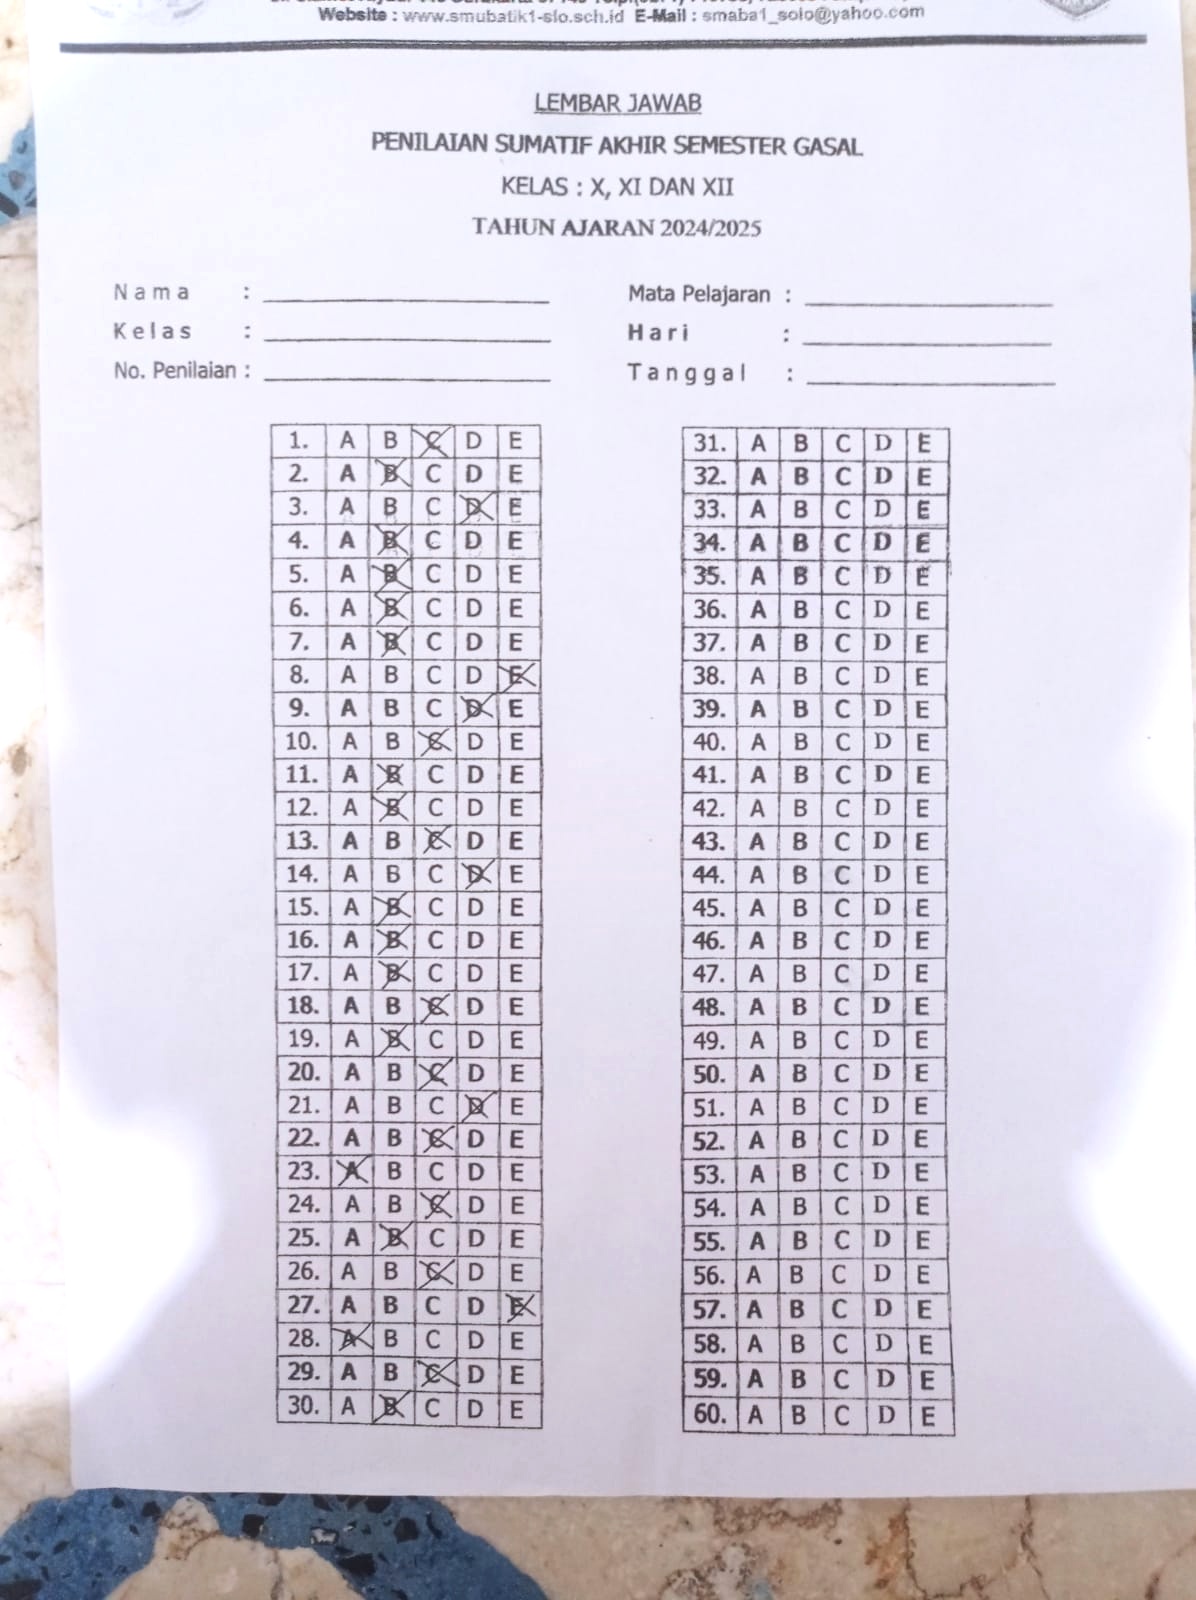 Website : www.smubatik1-slo.sch.id E-Mail : smaba1_solo@yahoo.com
LEMBAR JAWAB
PENILAIAN SUMATIF AKHIR SEMESTER GASAL
KELAS : X, XI DAN XII
TAHUN AJARAN 2024/2025
Nama : Mata Pelajaran :
Kelas : Hari :
No. Penilaian : Tanggal :
1. A B C D E 31. A B C D E
2. A B C D E 32. A B C D E
3. A B C D E 33. A B C D E
4. A B C D E 34. A B C D E
5. A B C D E 35. A B C D E
6. A B C D E 36. A B C D E
7. A B C D E 37. A B C D E
8. A B C D E 38. A B C D E
9. A B C D E 39. A B C D E
10. A B C D E 40. A B C D E
11. A B C D E 41. A B C D E
12. A B C D E 42. A B C D E
13. A B C D E 43. A B C D E
14. A B C D E 44. A B C D E
15. A B C D E 45. A B C D E
16. A B C D E 46. A B C D E
17. A B C D E 47. A B C D E
18. A B C D E 48. A B C D E
19. A B C D E 49. A B C D E
20. A B C D E 50. A B C D E
21. A B C D E 51. A B C D E
22. A B C D E 52. A B C D E
23. A B C D E 53. A B C D E
24. A B C D E 54. A B C D E
25. A B C D E 55. A B C D E
26. A B C D E 56. A B C D E
27. A B C D E 57. A B C D E
28. A B C D E 58. A B C D E
29. A B C D E 59. A B C D E
30. A B C D E 60. A B C D E